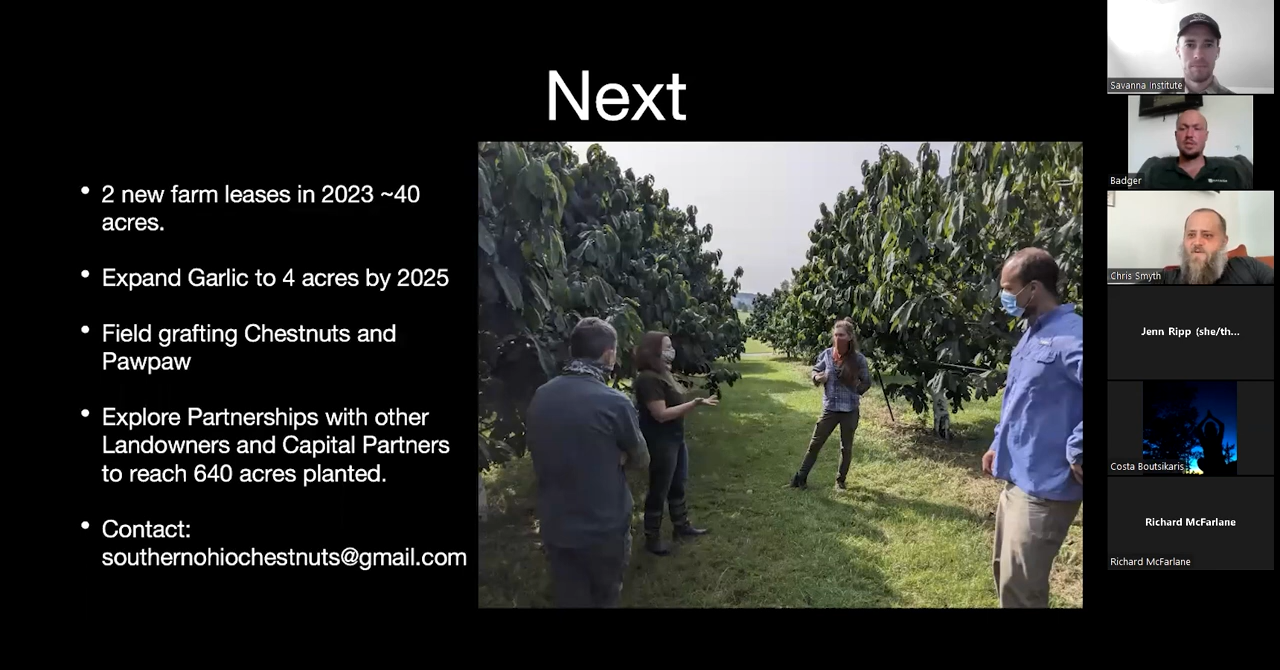 Next
• 2 new farm leases in 2023 ~40
acres.
• Expand Garlic to 4 acres by 2025
• Field grafting Chestnuts and
Pawpaw
• Explore Partnerships with other
Landowners and Capital Partners
to reach 640 acres planted.
• Contact:
southernohiochestnuts@gmail.com
Savanna Institute
Badger
Chris Smyth
Jenn Ripp (she/th...
Costa Boutsikaris
Richard McFarlane
Richard McFarlane